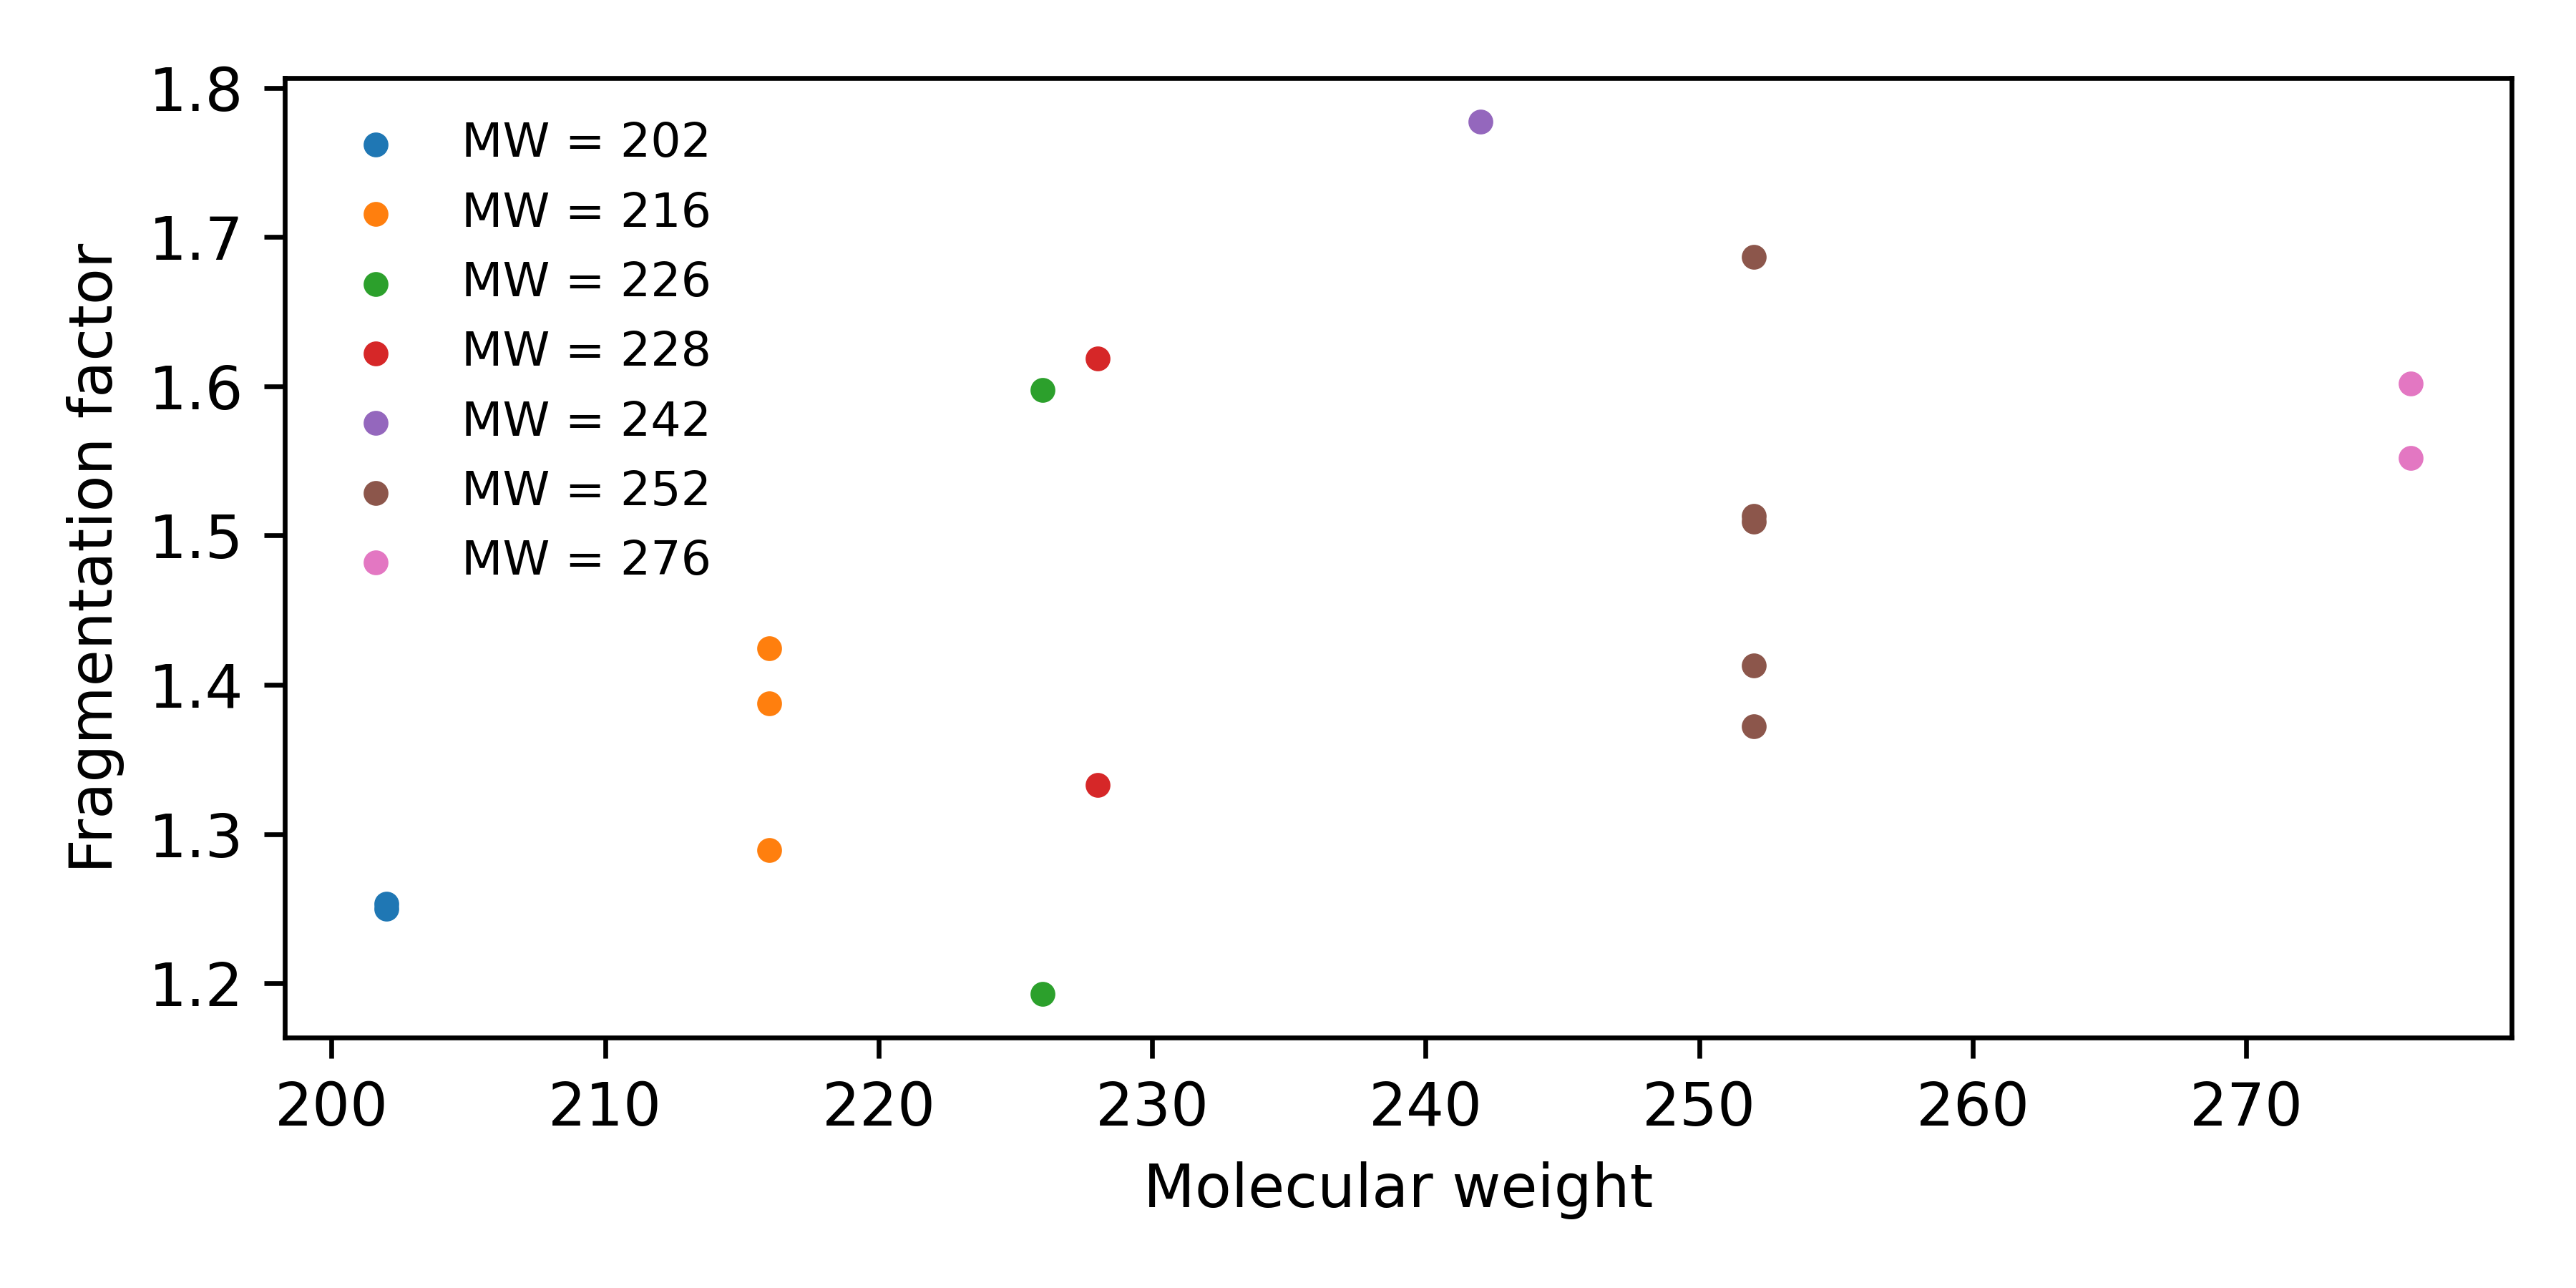 1.8
1.7
1.6
1.5
1.4
1.3
1.2
Fragmentation factor
MW = 202
MW = 216
MW = 226
MW = 228
MW = 242
MW = 252
MW = 276
200 210 220 230 240 250 260 270
Molecular weight